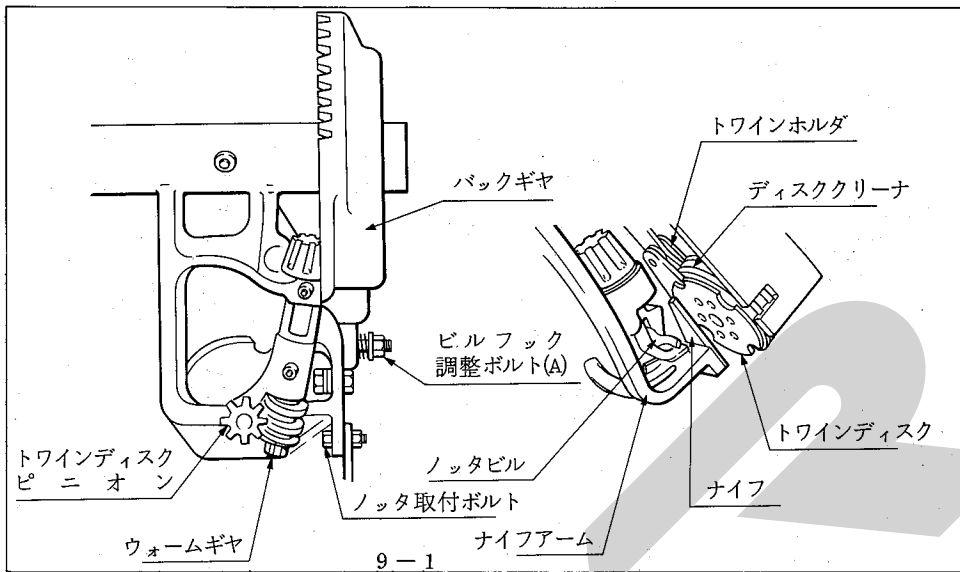 トワインホルダ
ディスククリーナ
バックギヤ
ビルフック
調整ボルト(A)
トワインディスク
ピニオン
ノッタビル
トワインディスク
ナイフ
ノッタ取付ボルト
ウォームギヤ
ナイフアーム
9－1